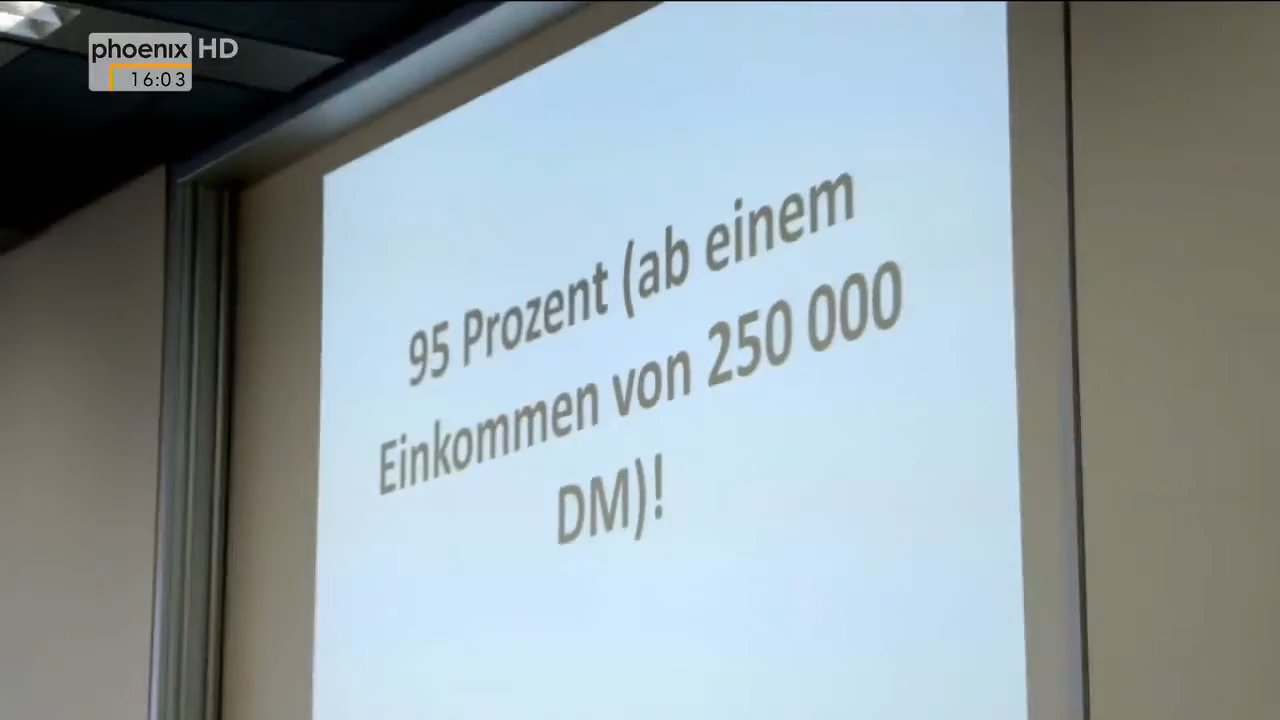 phoenix HD
16:03
95 Prozent (ab einem
Einkommen von 250 000
DM)!